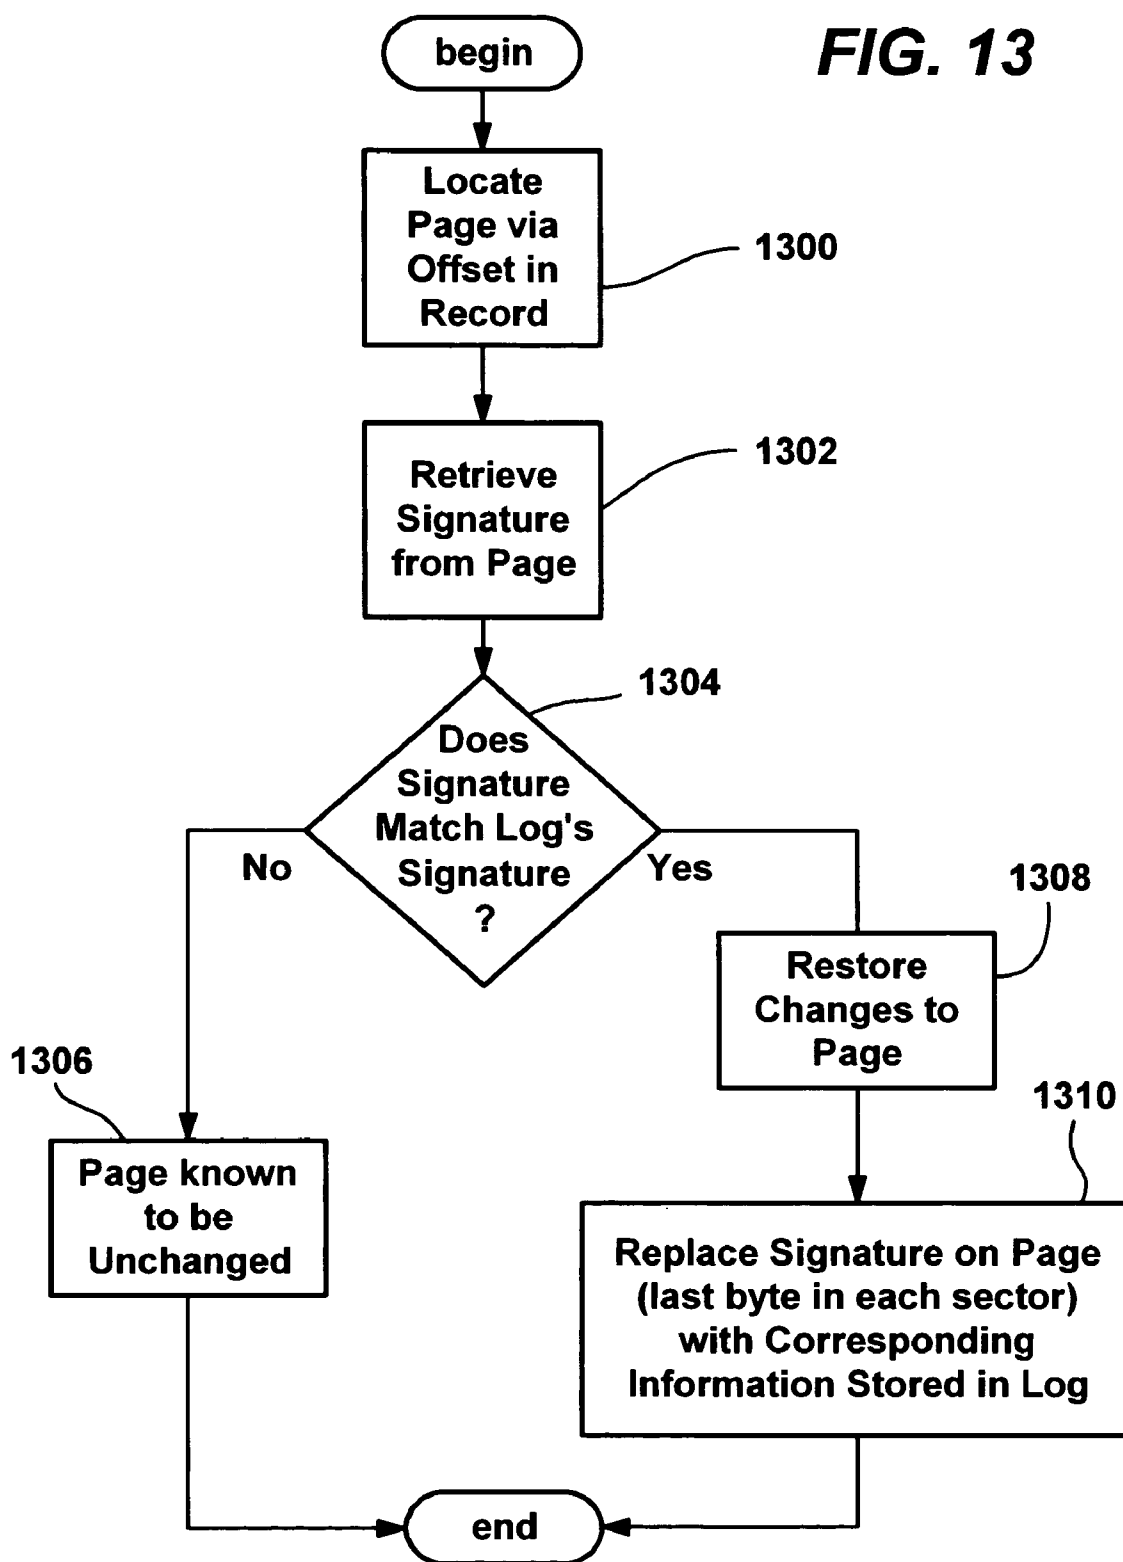 begin
FIG. 13
Locate
Page via
Offset in
Record
1300
Retrieve
Signature
from Page
1302
Does
Signature
Match Log's
Signature
?
1304
No
Yes
1306
Page known
to be
Unchanged
1308
Restore
Changes to
Page
1310
Replace Signature on Page
(last byte in each sector)
with Corresponding
Information Stored in Log
end